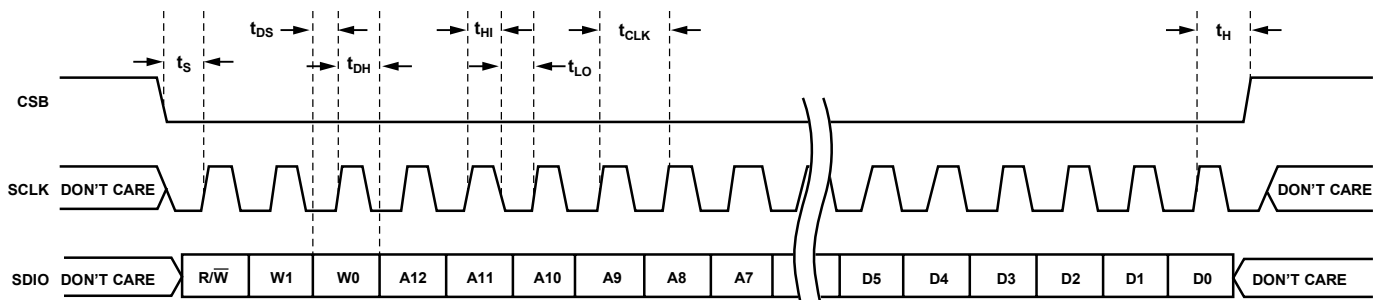 tDS tHI tCLK tH
tS tDH tLO
CSB
SCLK DON'T CARE DON'T CARE
SDIO DON'T CARE R/W̅ W1 W0 A12 A11 A10 A9 A8 A7 D5 D4 D3 D2 D1 D0 DON'T CARE